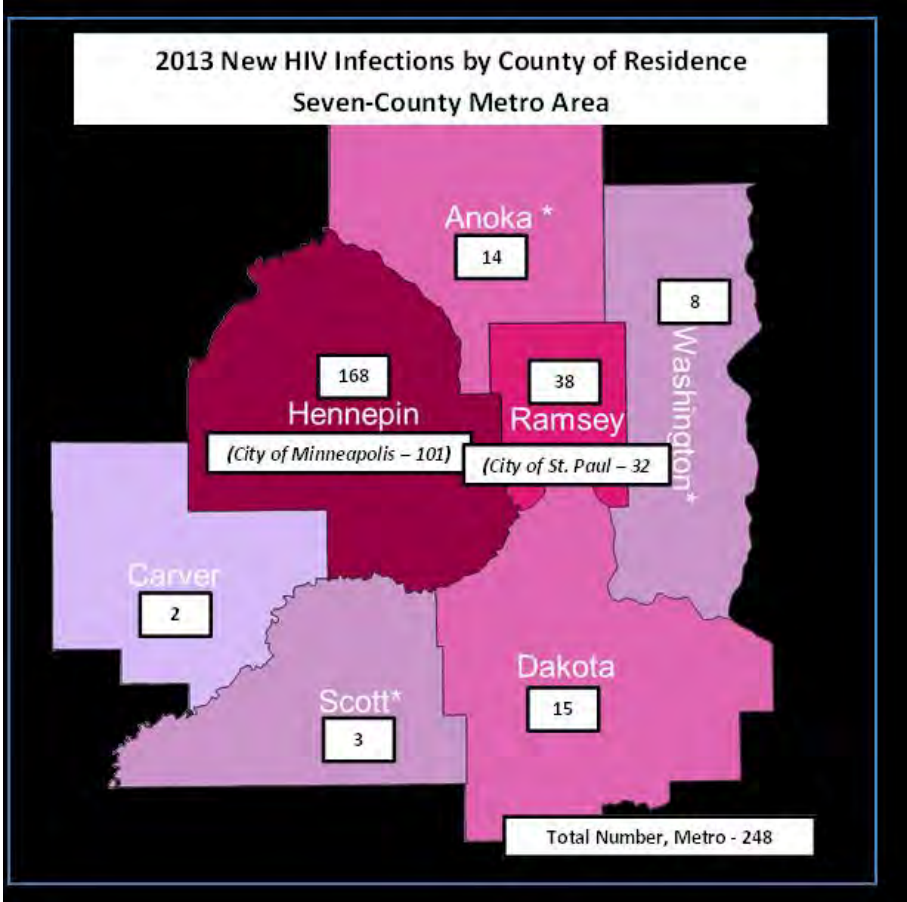 2013 New HIV Infections by County of Residence
Seven-County Metro Area
Anoka *
14
8
Washington*
168
Hennepin
(City of Minneapolis – 101)
38
Ramsey
(City of St. Paul – 32
Carver
2
Dakota
15
Scott*
3
Total Number, Metro - 248